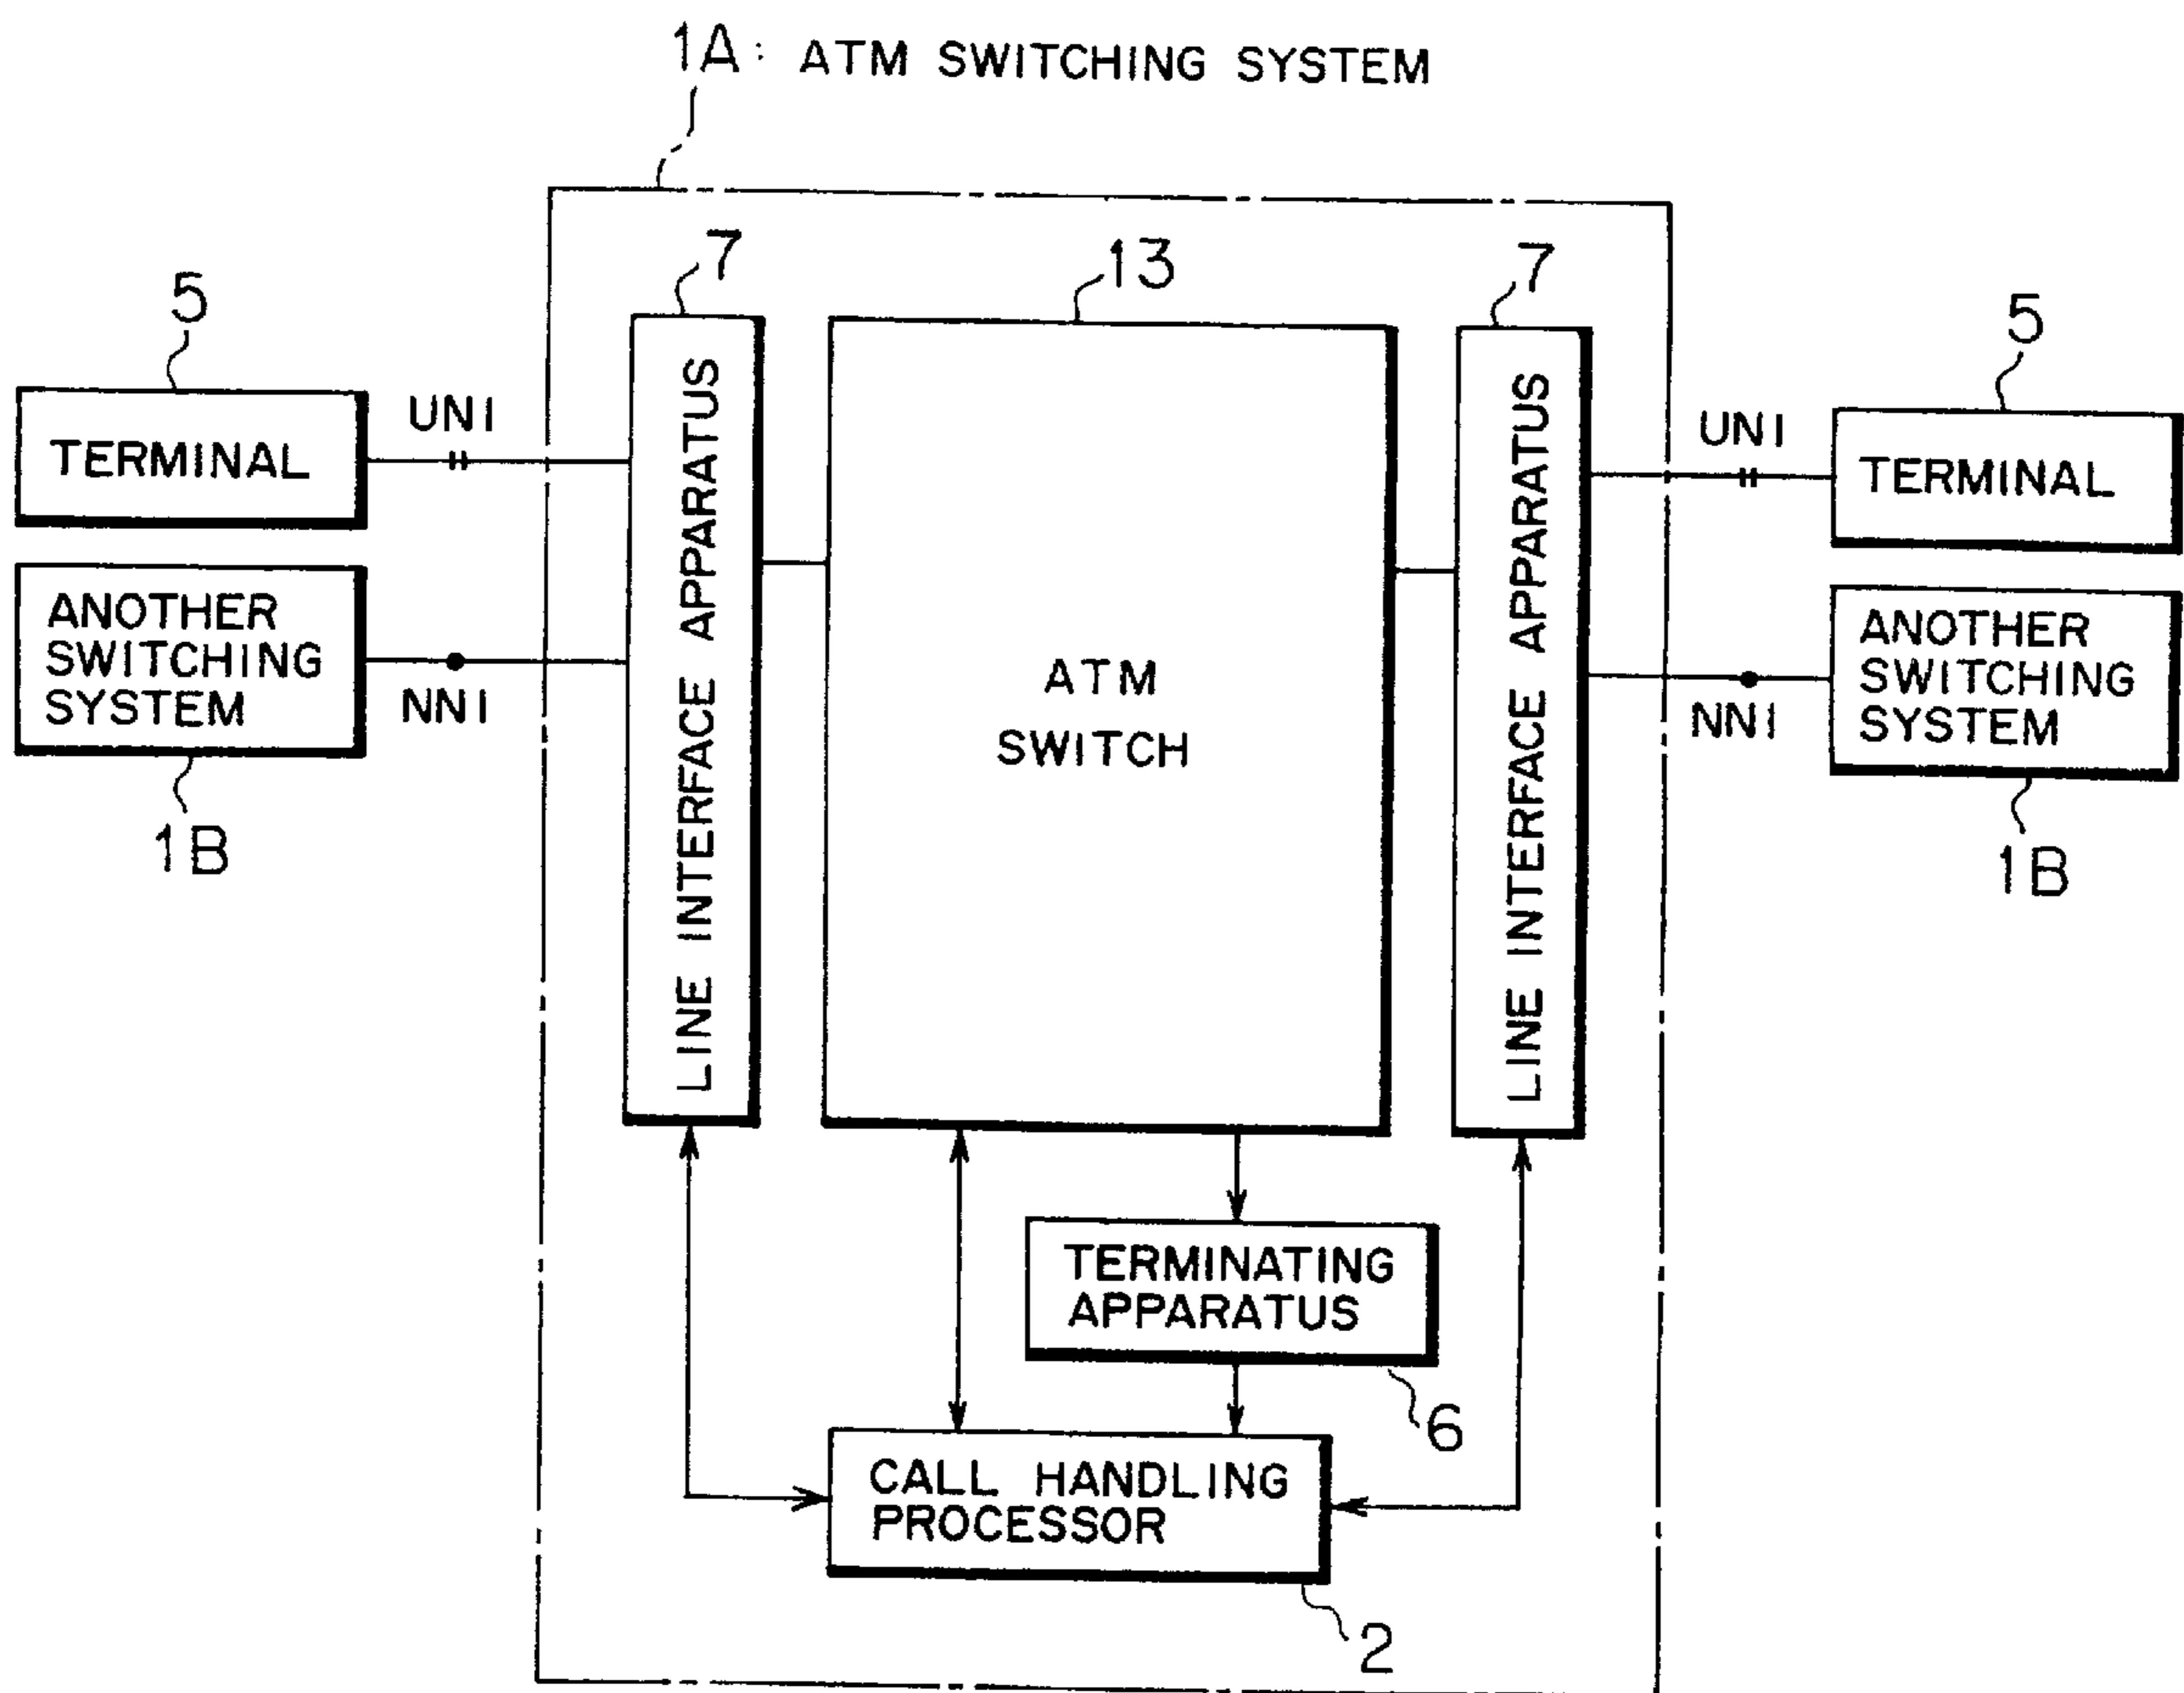 1A: ATM SWITCHING SYSTEM
7
13
7
5
5
UNI
UNI
TERMINAL
TERMINAL
ANOTHER
SWITCHING
SYSTEM
NNI
1B
LINE INTERFACE APPARATUS
ATM
SWITCH
LINE INTERFACE APPARATUS
ANOTHER
SWITCHING
SYSTEM
NNI
1B
TERMINATING
APPARATUS
6
CALL HANDLING
PROCESSOR
2